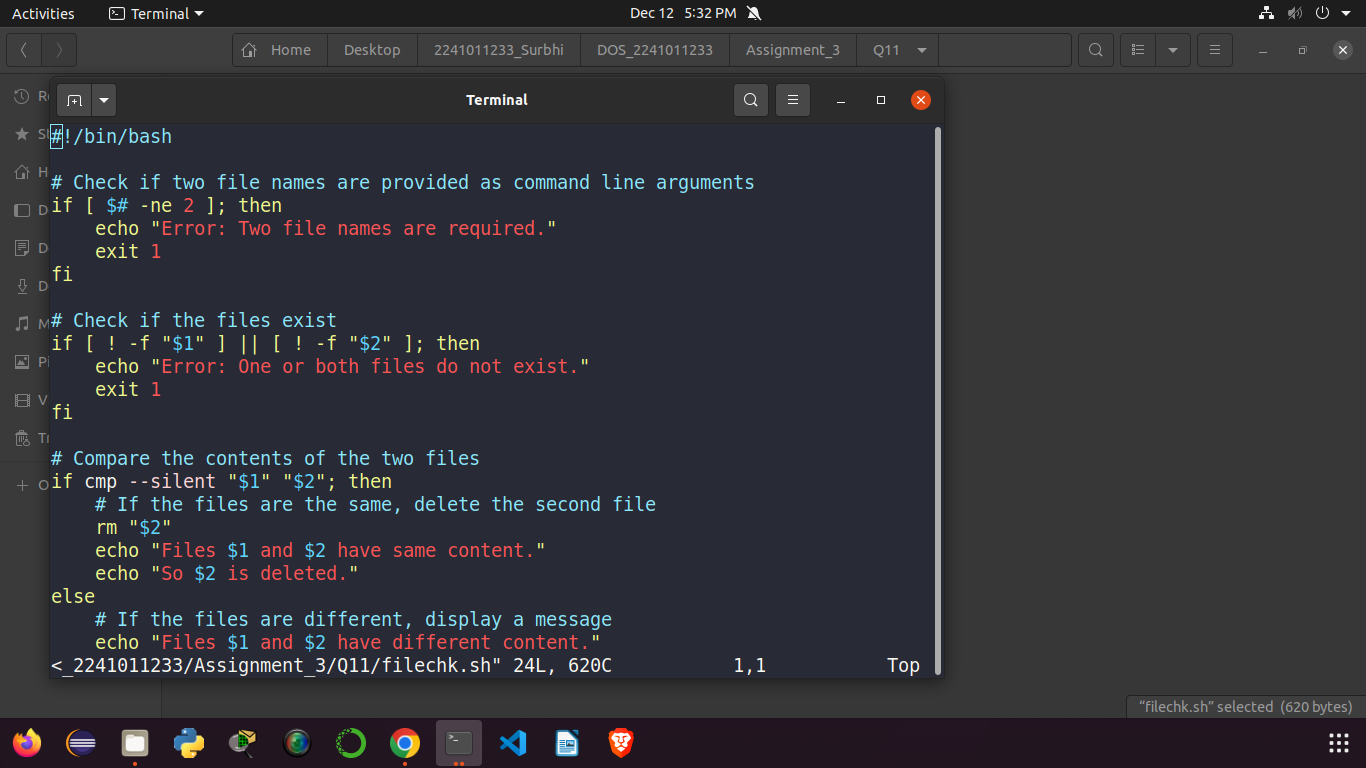 Activities
Terminal
Dec 12 5:32 PM
Home
Desktop
2241011233_Surbhi
DOS_2241011233
Assignment_3
Q11
Terminal
#!/bin/bash
# Check if two file names are provided as command line arguments
if [ $# -ne 2 ]; then
    echo "Error: Two file names are required."
    exit 1
fi
# Check if the files exist
if [ ! -f "$1" ] || [ ! -f "$2" ]; then
    echo "Error: One or both files do not exist."
    exit 1
fi
# Compare the contents of the two files
if cmp --silent "$1" "$2"; then
    # If the files are the same, delete the second file
    rm "$2"
    echo "Files $1 and $2 have same content."
    echo "So $2 is deleted."
else
    # If the files are different, display a message
    echo "Files $1 and $2 have different content."
<_2241011233/Assignment_3/Q11/filechk.sh" 24L, 620C 1,1 Top
"filechk.sh" selected (620 bytes)